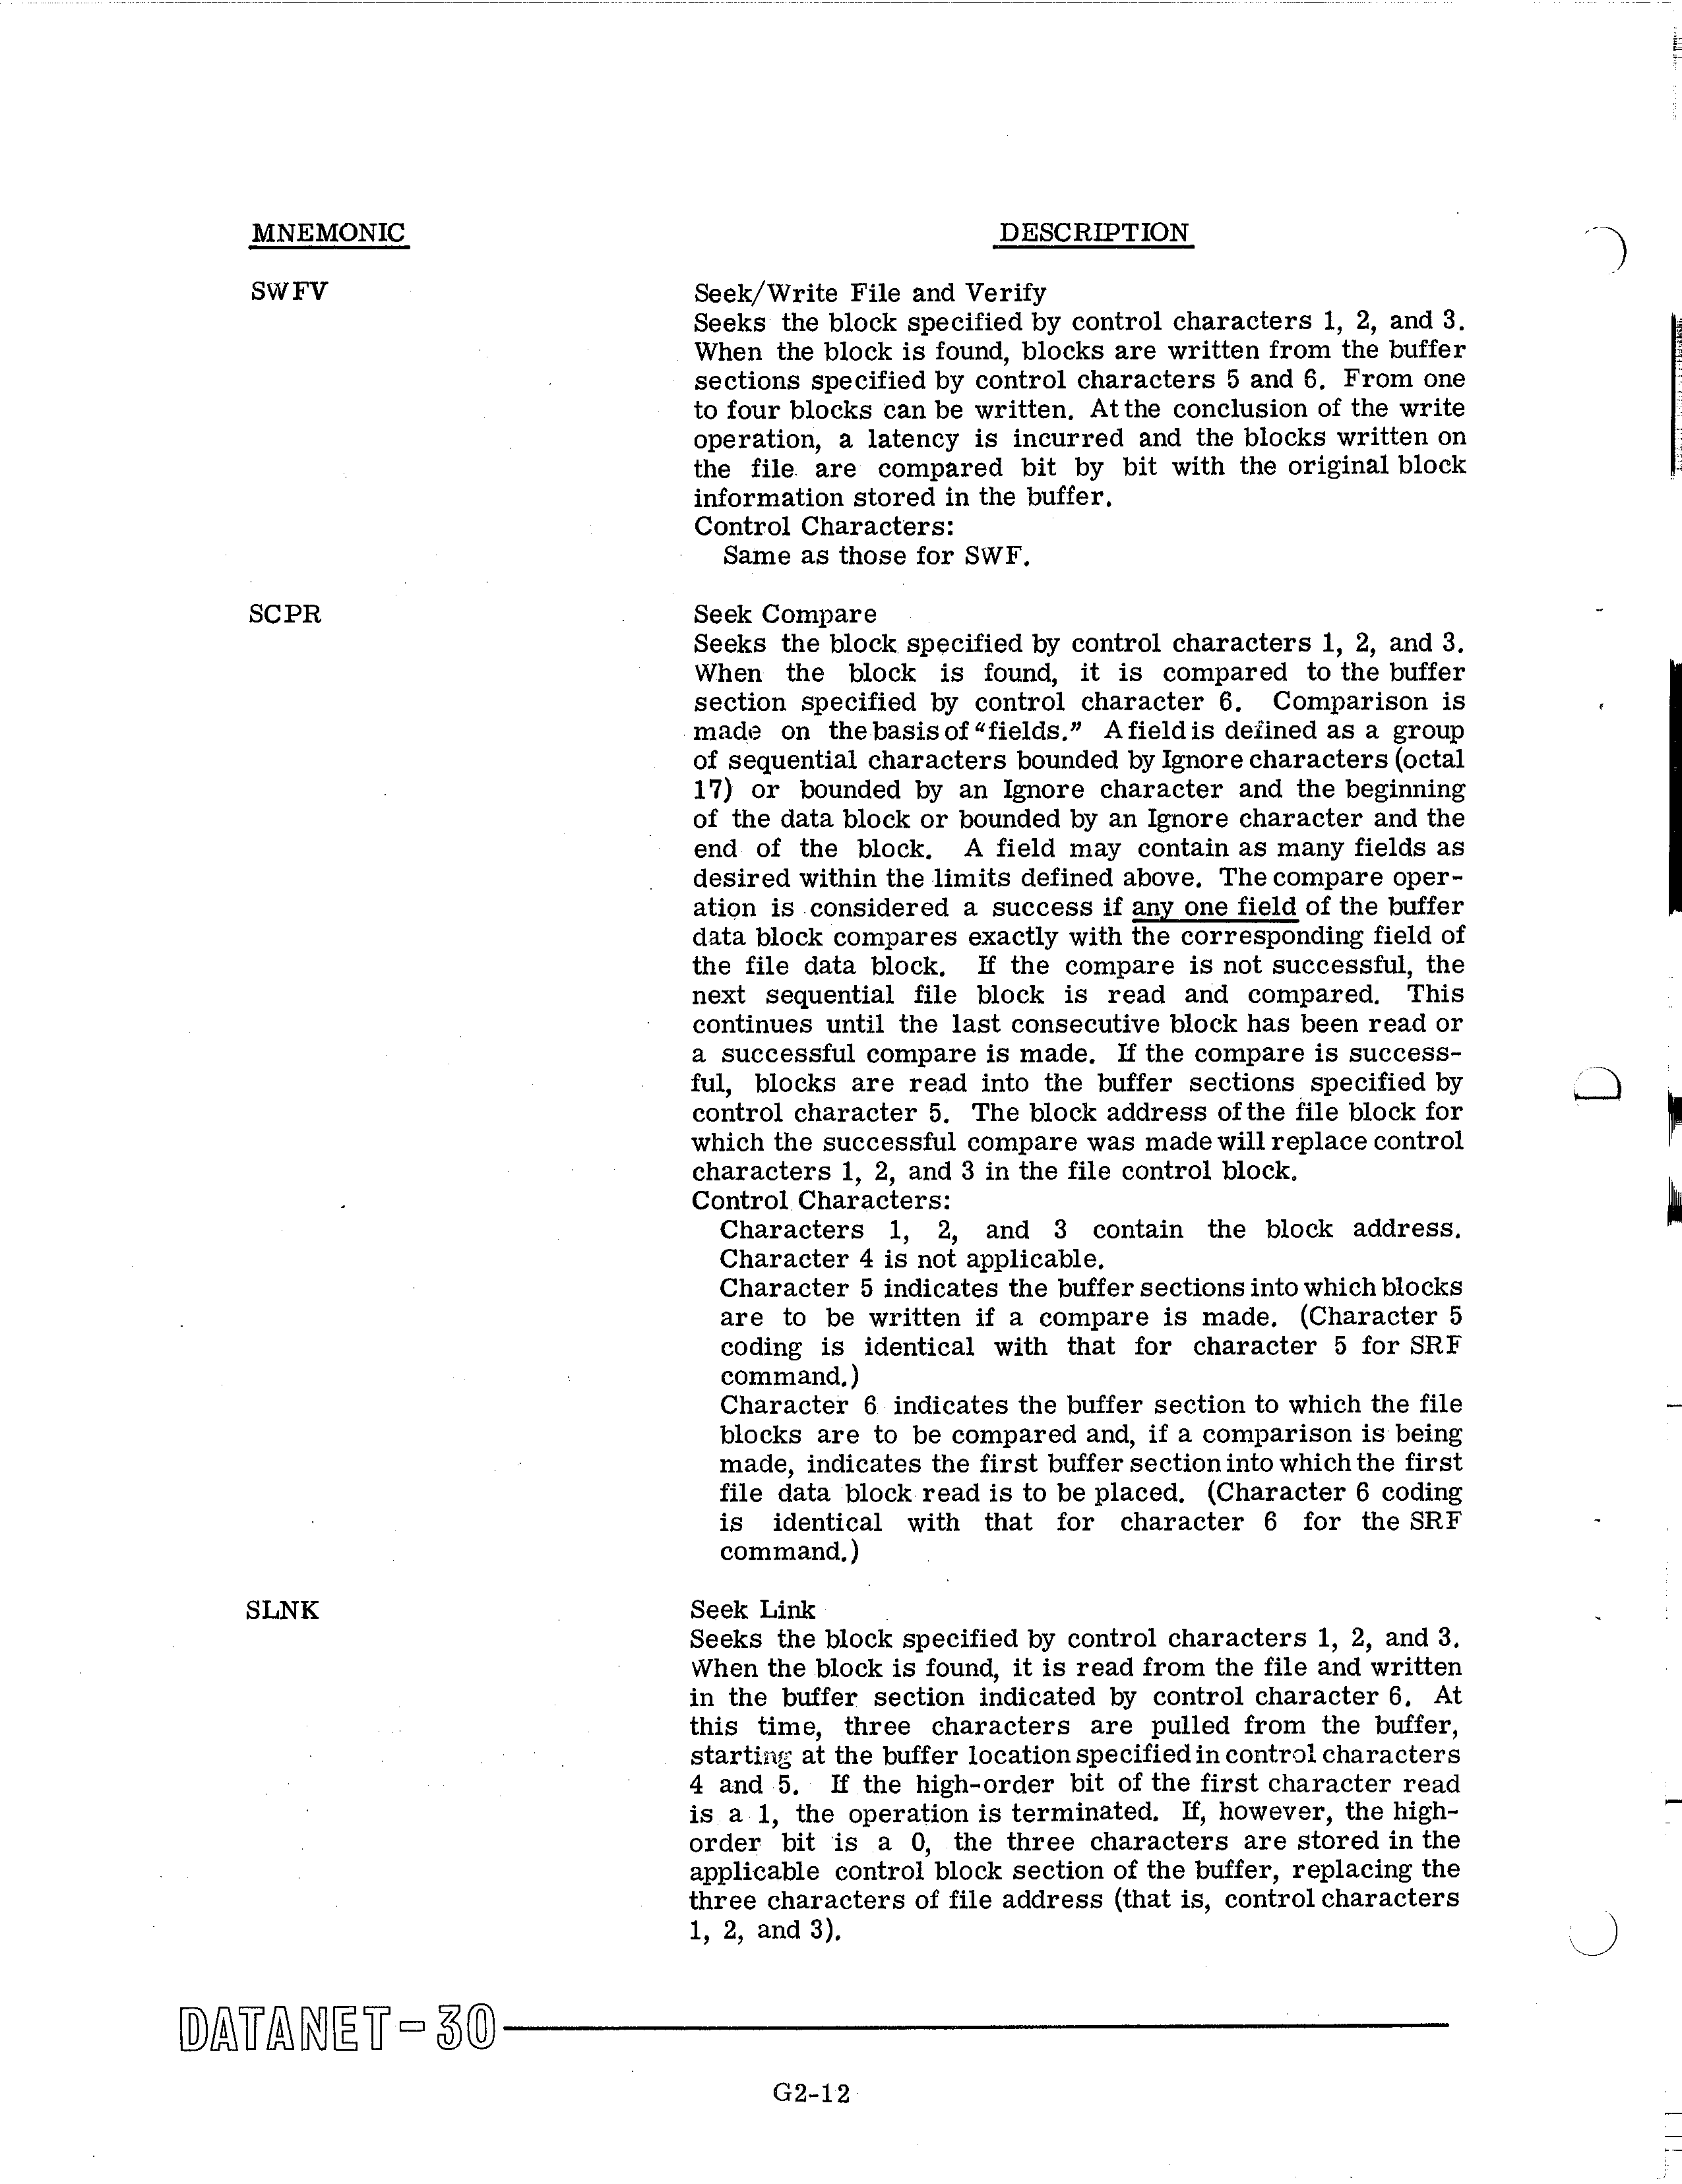 MNEMONIC DESCRIPTION
SWFV Seek/Write File and Verify
Seeks the block specified by control characters 1, 2, and 3.
When the block is found, blocks are written from the buffer
sections specified by control characters 5 and 6. From one
to four blocks can be written. At the conclusion of the write
operation, a latency is incurred and the blocks written on
the file are compared bit by bit with the original block
information stored in the buffer.
Control Characters:
Same as those for SWF.
SCPR Seek Compare
Seeks the block specified by control characters 1, 2, and 3.
When the block is found, it is compared to the buffer
section specified by control character 6. Comparison is
made on the basis of “fields.” A field is defined as a group
of sequential characters bounded by Ignore characters (octal
17) or bounded by an Ignore character and the beginning
of the data block or bounded by an Ignore character and the
end of the block. A field may contain as many fields as
desired within the limits defined above. The compare oper-
ation is considered a success if any one field of the buffer
data block compares exactly with the corresponding field of
the file data block. If the compare is not successful, the
next sequential file block is read and compared. This
continues until the last consecutive block has been read or
a successful compare is made. If the compare is success-
ful, blocks are read into the buffer sections specified by
control character 5. The block address of the file block for
which the successful compare was made will replace control
characters 1, 2, and 3 in the file control block.
Control Characters:
Characters 1, 2, and 3 contain the block address.
Character 4 is not applicable.
Character 5 indicates the buffer sections into which blocks
are to be written if a compare is made. (Character 5
coding is identical with that for character 5 for SRF
command.)
Character 6 indicates the buffer section to which the file
blocks are to be compared and, if a comparison is being
made, indicates the first buffer section into which the first
file data block read is to be placed. (Character 6 coding
is identical with that for character 6 for the SRF
command.)
SLNK Seek Link
Seeks the block specified by control characters 1, 2, and 3.
When the block is found, it is read from the file and written
in the buffer section indicated by control character 6. At
this time, three characters are pulled from the buffer,
starting at the buffer location specified in control characters
4 and 5. If the high-order bit of the first character read
is a 1, the operation is terminated. If, however, the high-
order bit is a 0, the three characters are stored in the
applicable control block section of the buffer, replacing the
three characters of file address (that is, control characters
1, 2, and 3).
DATANET-30
G2-12